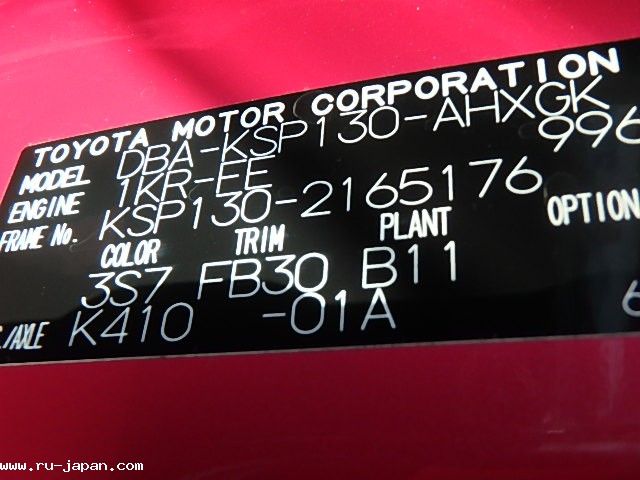 TOYOTA MOTOR CORPORATION
MODEL DBA-KSP130-AHXGK
ENGINE 1KR-FE 996
FRAME No. KSP130-2165176
COLOR TRIM PLANT OPTION
3S7 FB30 B11
./AXLE K410 -01A
www.ru-japan.com